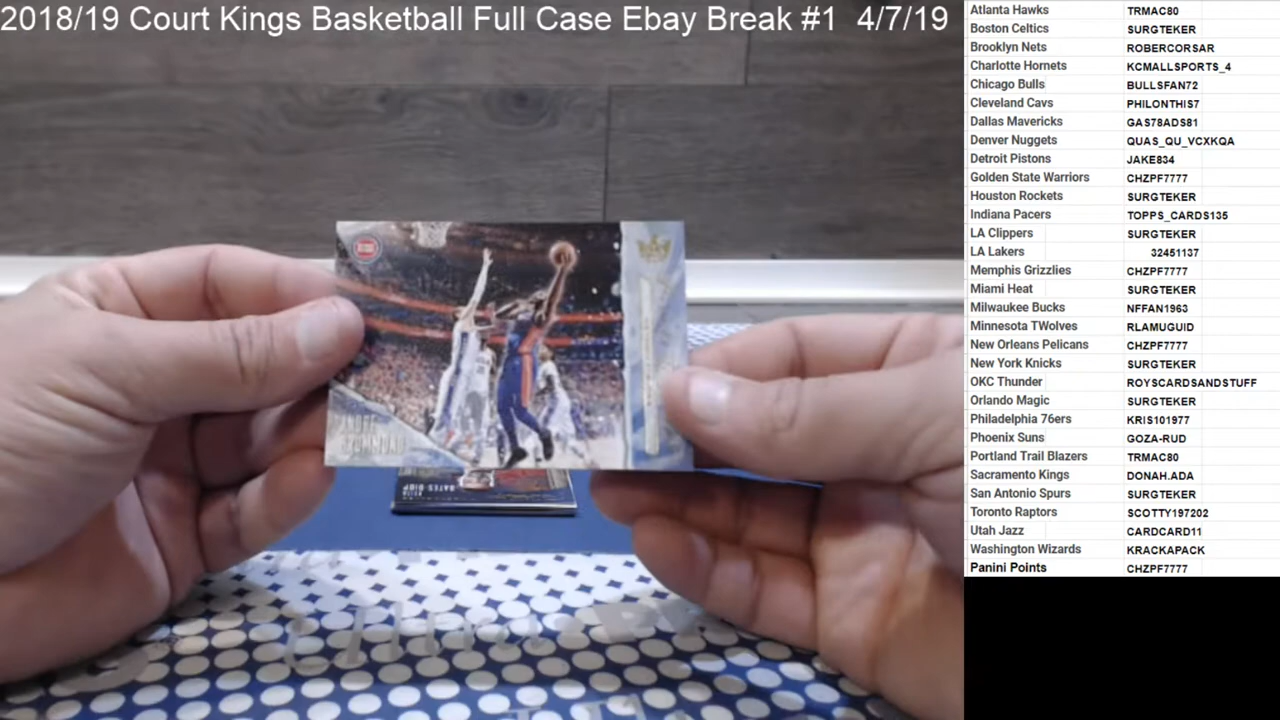 2018/19 Court Kings Basketball Full Case Ebay Break #1 4/7/19
Atlanta Hawks TRMAC80
Boston Celtics SURGTEKER
Brooklyn Nets ROBERCORSAR
Charlotte Hornets KCMALLSPORTS_4
Chicago Bulls BULLSFAN72
Cleveland Cavs PHILONTHIS7
Dallas Mavericks GAS78ADS81
Denver Nuggets QUAS_QU_VCXKQA
Detroit Pistons JAKE834
Golden State Warriors CHZPF7777
Houston Rockets SURGTEKER
Indiana Pacers TOPPS_CARDS135
LA Clippers SURGTEKER
LA Lakers 32451137
Memphis Grizzlies CHZPF7777
Miami Heat SURGTEKER
Milwaukee Bucks NFFAN1963
Minnesota TWolves RLAMUGUID
New Orleans Pelicans CHZPF7777
New York Knicks SURGTEKER
OKC Thunder ROYSCARDSANDSTUFF
Orlando Magic SURGTEKER
Philadelphia 76ers KRIS101977
Phoenix Suns GOZA-RUD
Portland Trail Blazers TRMAC80
Sacramento Kings DONAH.ADA
San Antonio Spurs SURGTEKER
Toronto Raptors SCOTTY197202
Utah Jazz CARDCARD11
Washington Wizards KRACKAPACK
Panini Points CHZPF7777
ANDRE
DRUMMOND
BATES-DIOP